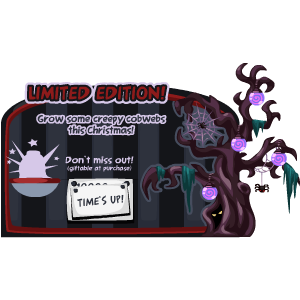 LIMITED EDITION!
Grow some creepy cobwebs
this Christmas!
Don't miss out!
(giftable at purchase)
TIME'S UP!